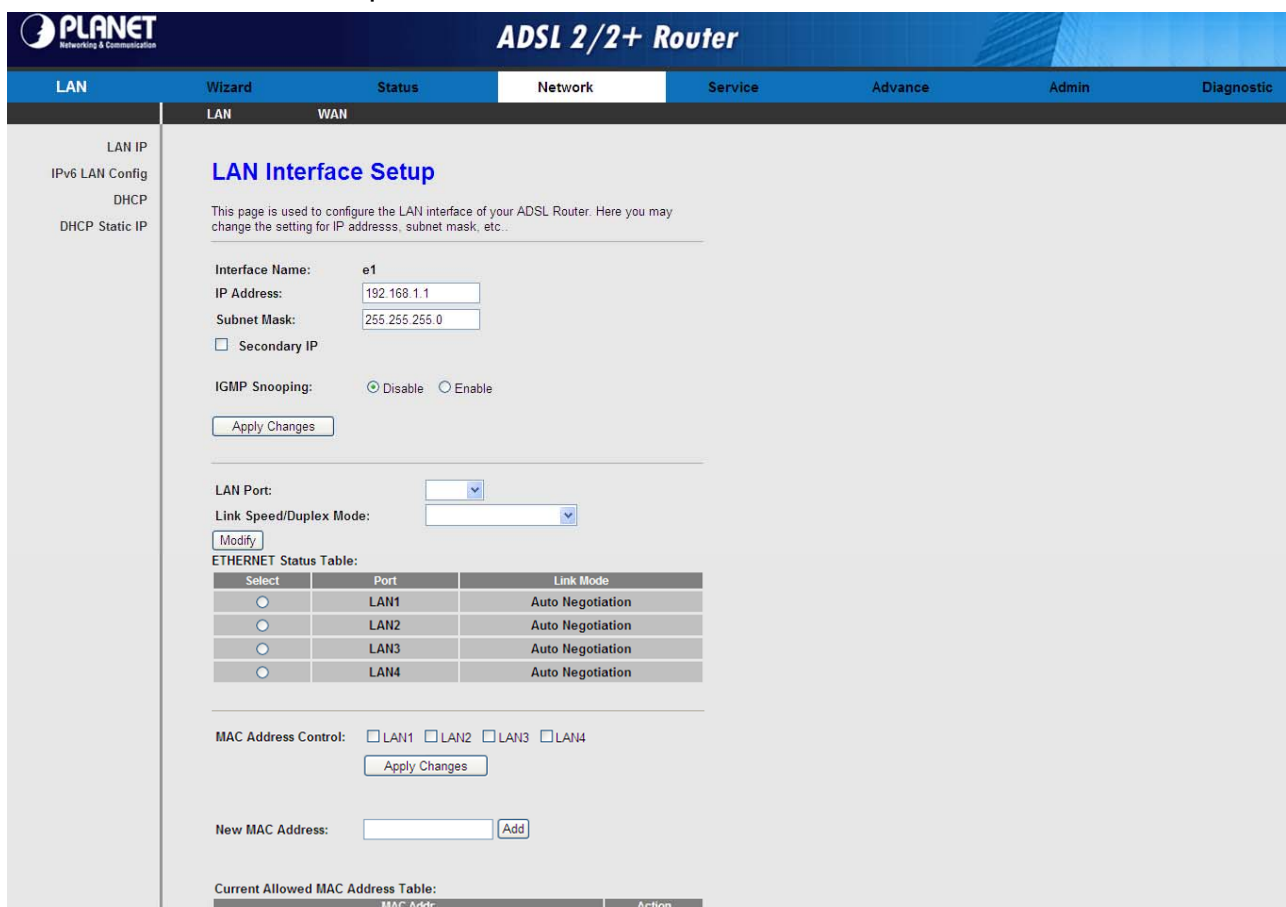 PLANET
Networking & Communication
ADSL 2/2+ Router
LAN Wizard Status Network Service Advance Admin Diagnostic
LAN WAN
LAN IP
IPv6 LAN Config
DHCP
DHCP Static IP
LAN Interface Setup
This page is used to configure the LAN interface of your ADSL Router. Here you may
change the setting for IP addresss, subnet mask, etc..
Interface Name: e1
IP Address: 192.168.1.1
Subnet Mask: 255.255.255.0
Secondary IP
IGMP Snooping: Disable Enable
Apply Changes
LAN Port:
Link Speed/Duplex Mode:
Modify
ETHERNET Status Table:
Select Port Link Mode
LAN1 Auto Negotiation
LAN2 Auto Negotiation
LAN3 Auto Negotiation
LAN4 Auto Negotiation
MAC Address Control: LAN1 LAN2 LAN3 LAN4
Apply Changes
New MAC Address: Add
Current Allowed MAC Address Table:
MAC Addr Action